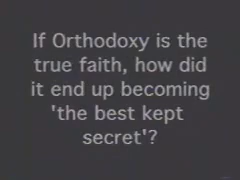 If Orthodoxy is the
true faith, how did
it end up becoming
'the best kept
secret'?